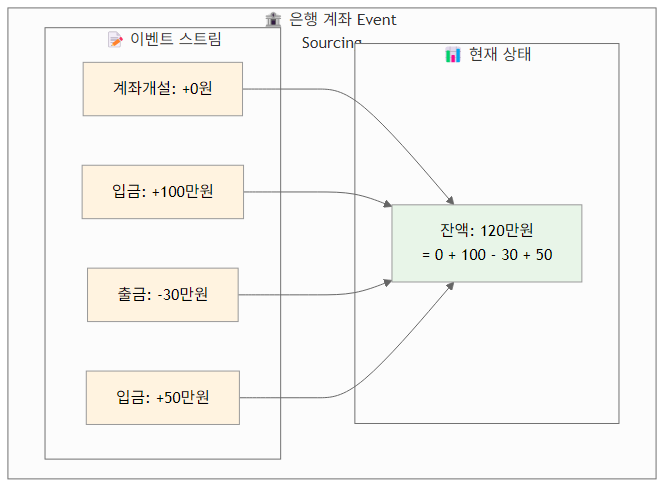 🏦 은행 계좌 Event
Sourcing
📝 이벤트 스트림
계좌개설: +0원
입금: +100만원
출금: -30만원
입금: +50만원
📊 현재 상태
잔액: 120만원
= 0 + 100 - 30 + 50